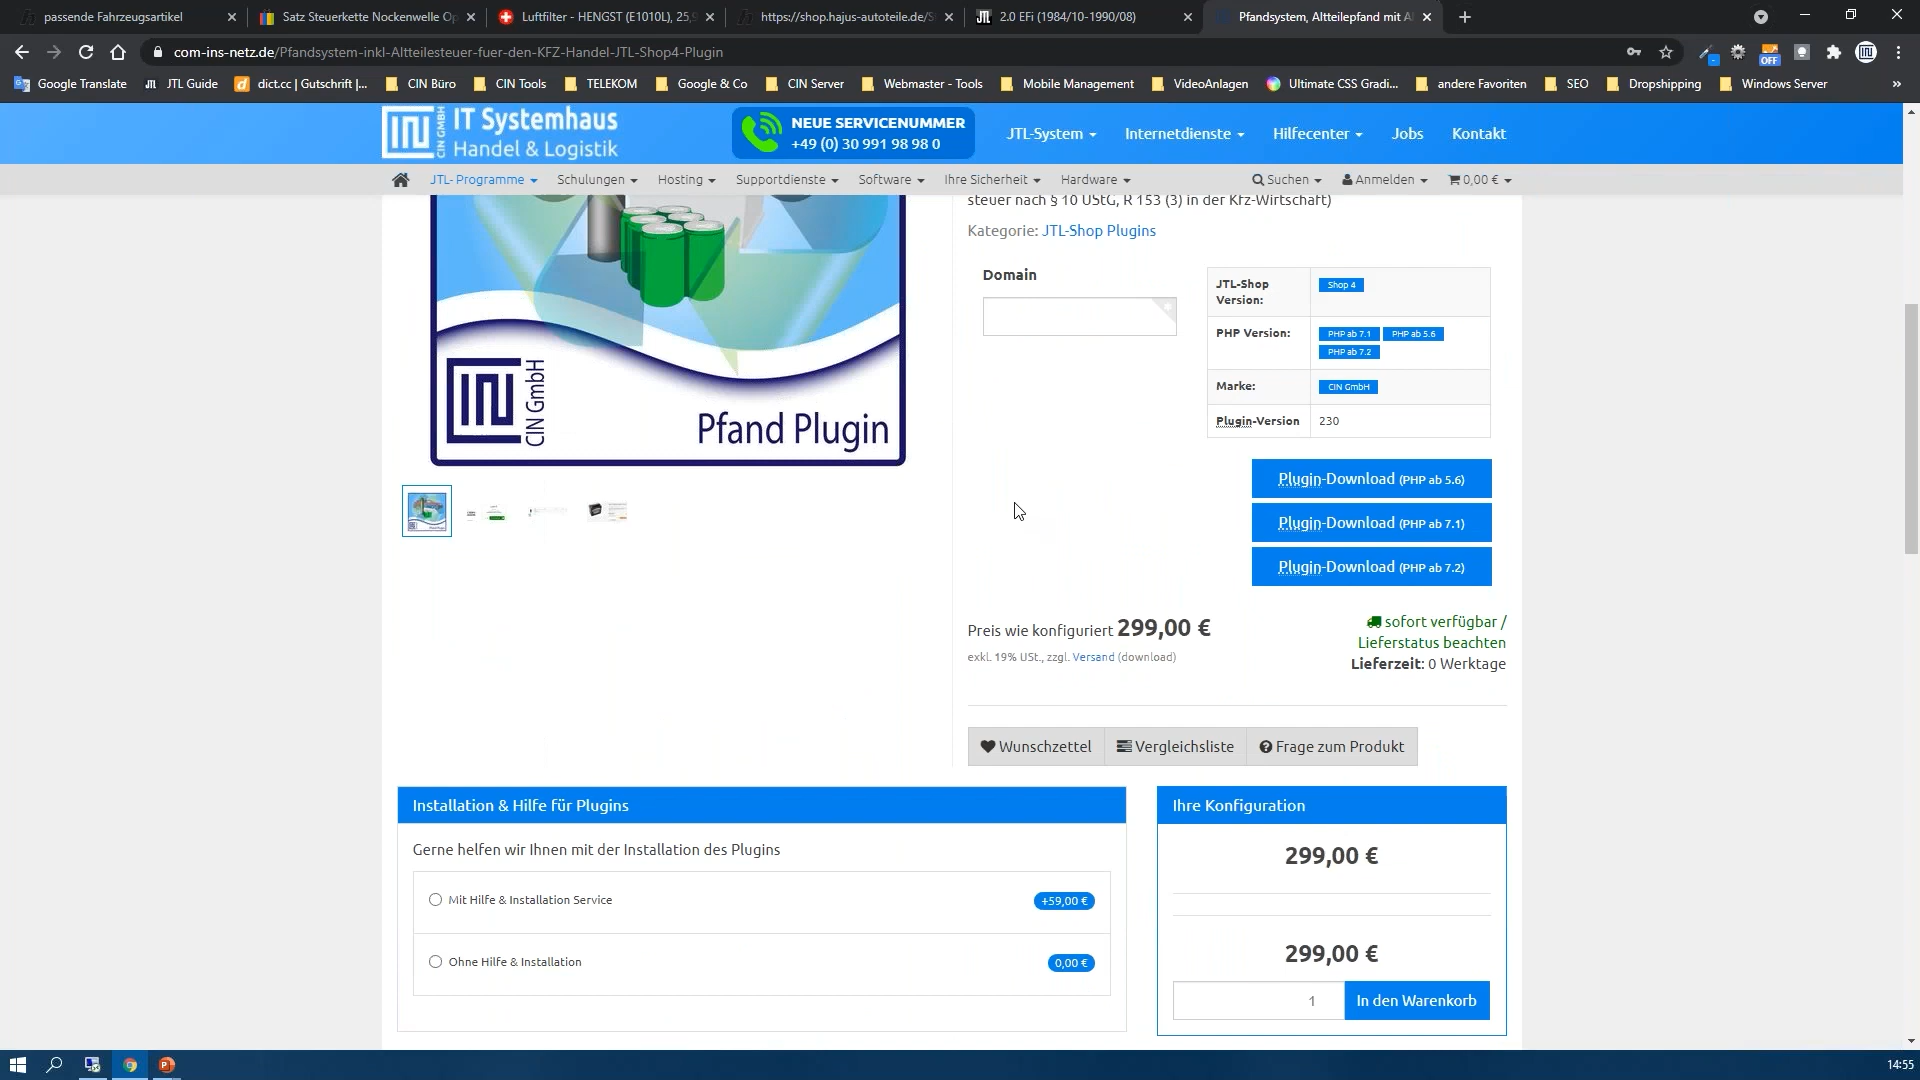 passende Fahrzeugsartikel
Satz Steuerkette Nockenwelle Op
Luftfilter - HENGST (E1010L), 25,9
https://shop.hajus-autoteile.de/S
2.0 EFi (1984/10-1990/08)
Pfandsystem, Altteilepfand mit A
com-ins-netz.de/Pfandsystem-inkl-Altteilesteuer-fuer-den-KFZ-Handel-JTL-Shop4-Plugin
OFF
Google Translate
JTL Guide
dict.cc | Gutschrift |...
CIN Büro
CIN Tools
TELEKOM
Google & Co
CIN Server
Webmaster - Tools
Mobile Management
VideoAnlagen
Ultimate CSS Gradi...
andere Favoriten
SEO
Dropshipping
Windows Server
»
CIN GMBH
IT Systemhaus
Handel & Logistik
NEUE SERVICENUMMER
+49 (0) 30 991 98 98 0
JTL-System
Internetdienste
Hilfecenter
Jobs
Kontakt
JTL- Programme
Schulungen
Hosting
Supportdienste
Software
Ihre Sicherheit
Hardware
Suchen
Anmelden
0,00 €
steuer nach § 10 UStG, R 153 (3) in der Kfz-Wirtschaft)
Kategorie: JTL-Shop Plugins
Domain
JTL-Shop
Version:
Shop 4
PHP Version:
PHP ab 7.1 PHP ab 5.6
PHP ab 7.2
Marke:
CIN GmbH
Plugin-Version
230
CIN GmbH
Pfand Plugin
Plugin-Download (PHP ab 5.6)
Plugin-Download (PHP ab 7.1)
Plugin-Download (PHP ab 7.2)
Preis wie konfiguriert 299,00 €
exkl. 19% USt., zzgl. Versand (download)
sofort verfügbar /
Lieferstatus beachten
Lieferzeit: 0 Werktage
Wunschzettel
Vergleichsliste
Frage zum Produkt
Installation & Hilfe für Plugins
Gerne helfen wir Ihnen mit der Installation des Plugins
Mit Hilfe & Installation Service
+59,00 €
Ohne Hilfe & Installation
0,00 €
Ihre Konfiguration
299,00 €
299,00 €
1
In den Warenkorb
14:55